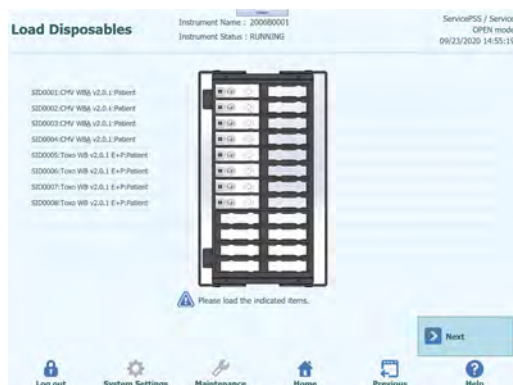 Load Disposables
Instrument Name : 200680001
Instrument Status : RUNNING
ServicePSS / Service
OPEN mode
09/23/2020 14:55:19
SID0001:CMV WBA v2.0.1:Patient
SID0002:CMV WBA v2.0.1:Patient
SID0003:CMV WBA v2.0.1:Patient
SID0004:CMV WBA v2.0.1:Patient
SID0005:Toxo WB v2.0.1 E+P:Patient
SID0006:Toxo WB v2.0.1 E+P:Patient
SID0007:Toxo WB v2.0.1 E+P:Patient
SID0008:Toxo WB v2.0.1 E+P:Patient
Please load the indicated items.
Next
Log out
System Settings
Maintenance
Home
Previous
Help